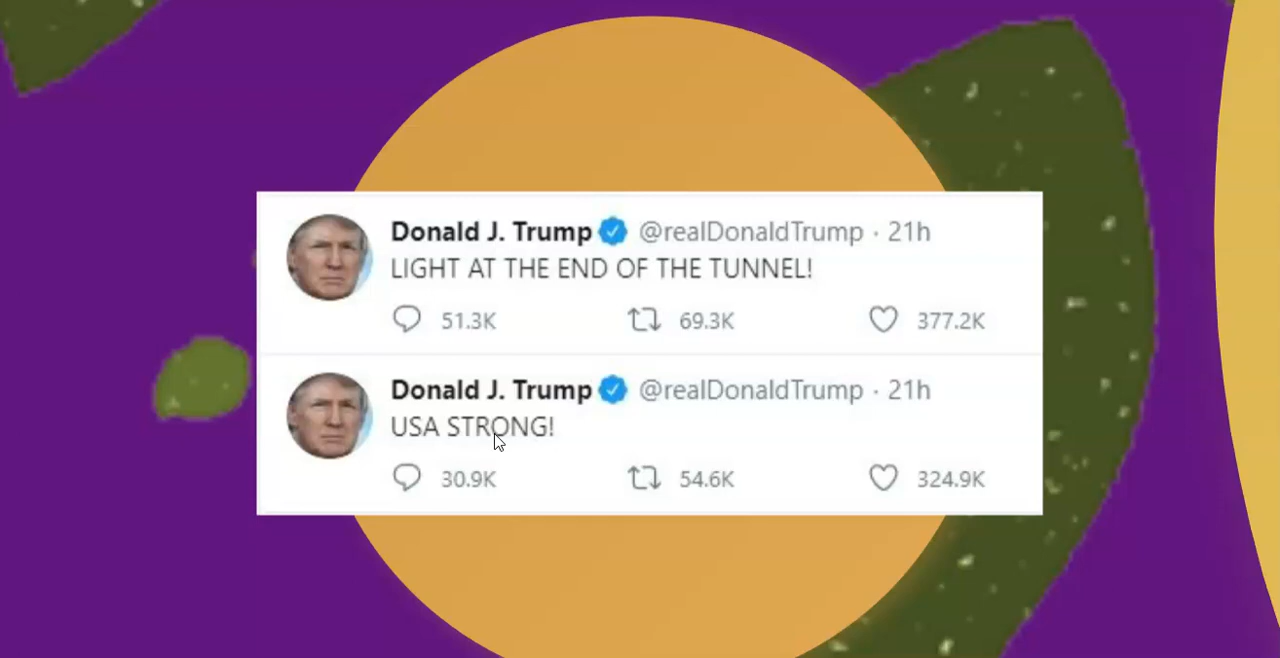 Donald J. Trump @realDonaldTrump · 21h
LIGHT AT THE END OF THE TUNNEL!
51.3K 69.3K 377.2K
Donald J. Trump @realDonaldTrump · 21h
USA STRONG!
30.9K 54.6K 324.9K